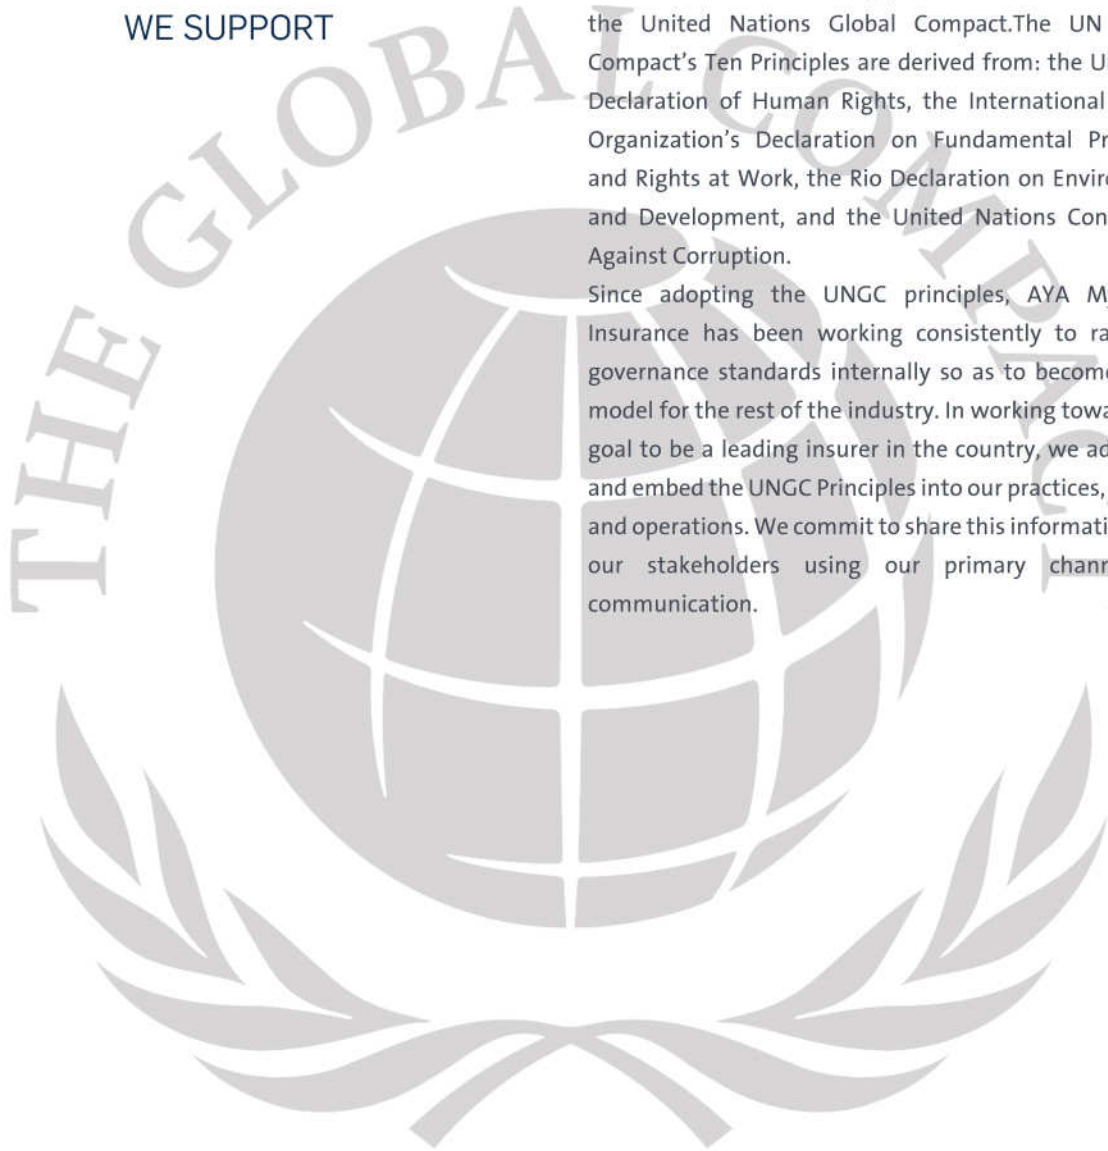 WE SUPPORT
THE GLOBAL COMPACT
the United Nations Global Compact.The UN
Compact's Ten Principles are derived from: the
Declaration of Human Rights, the International
Organization's Declaration on Fundamental
and Rights at Work, the Rio Declaration on
and Development, and the United Nations
Against Corruption.
Since adopting the UNGC principles, AYA
Insurance has been working consistently to
governance standards internally so as to become
model for the rest of the industry. In working
goal to be a leading insurer in the country, we
and embed the UNGC Principles into our practices,
and operations. We commit to share this
our stakeholders using our primary
communication.